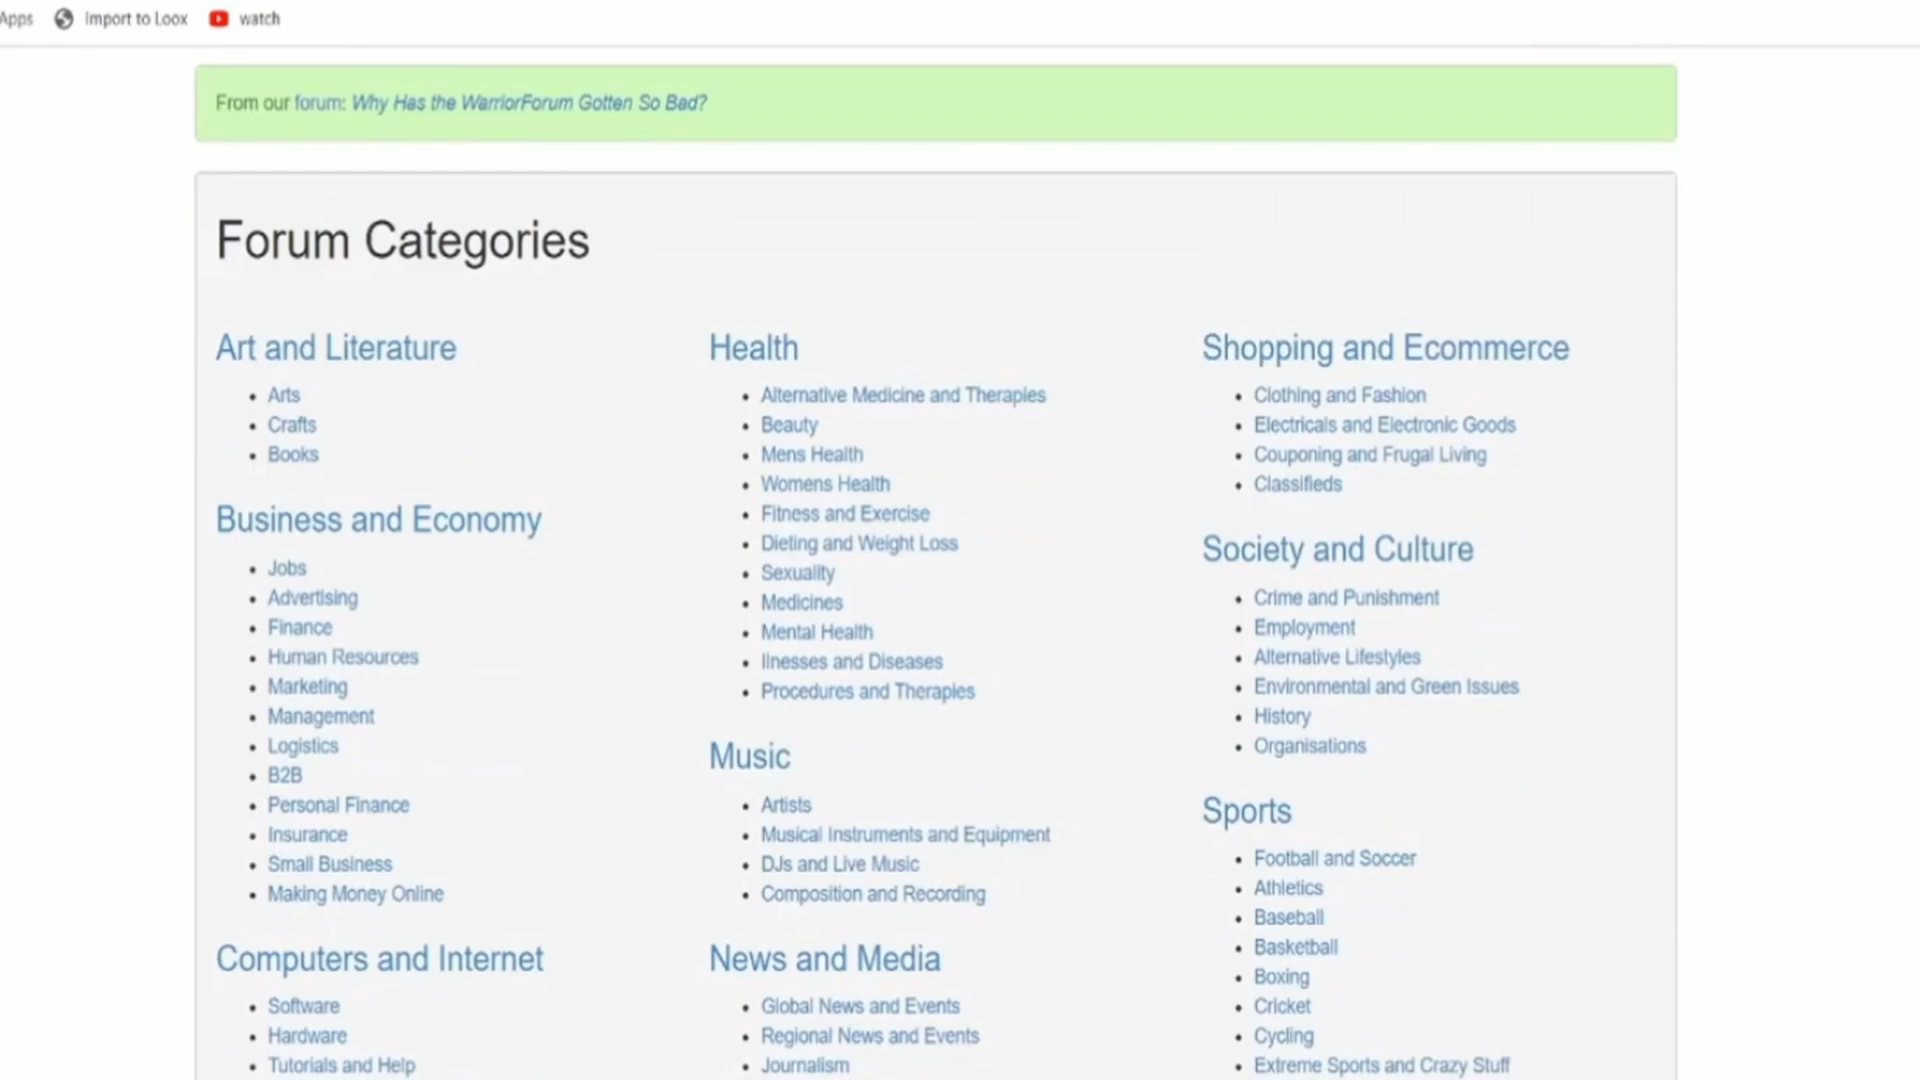 Apps Import to Loox watch
From our forum: Why Has the WarriorForum Gotten So Bad?
Forum Categories
Art and Literature
Arts
Crafts
Books
Business and Economy
Jobs
Advertising
Finance
Human Resources
Marketing
Management
Logistics
B2B
Personal Finance
Insurance
Small Business
Making Money Online
Computers and Internet
Software
Hardware
Tutorials and Help
Health
Alternative Medicine and Therapies
Beauty
Mens Health
Womens Health
Fitness and Exercise
Dieting and Weight Loss
Sexuality
Medicines
Mental Health
Ilnesses and Diseases
Procedures and Therapies
Music
Artists
Musical Instruments and Equipment
DJs and Live Music
Composition and Recording
News and Media
Global News and Events
Regional News and Events
Journalism
Shopping and Ecommerce
Clothing and Fashion
Electricals and Electronic Goods
Couponing and Frugal Living
Classifieds
Society and Culture
Crime and Punishment
Employment
Alternative Lifestyles
Environmental and Green Issues
History
Organisations
Sports
Football and Soccer
Athletics
Baseball
Basketball
Boxing
Cricket
Cycling
Extreme Sports and Crazy Stuff